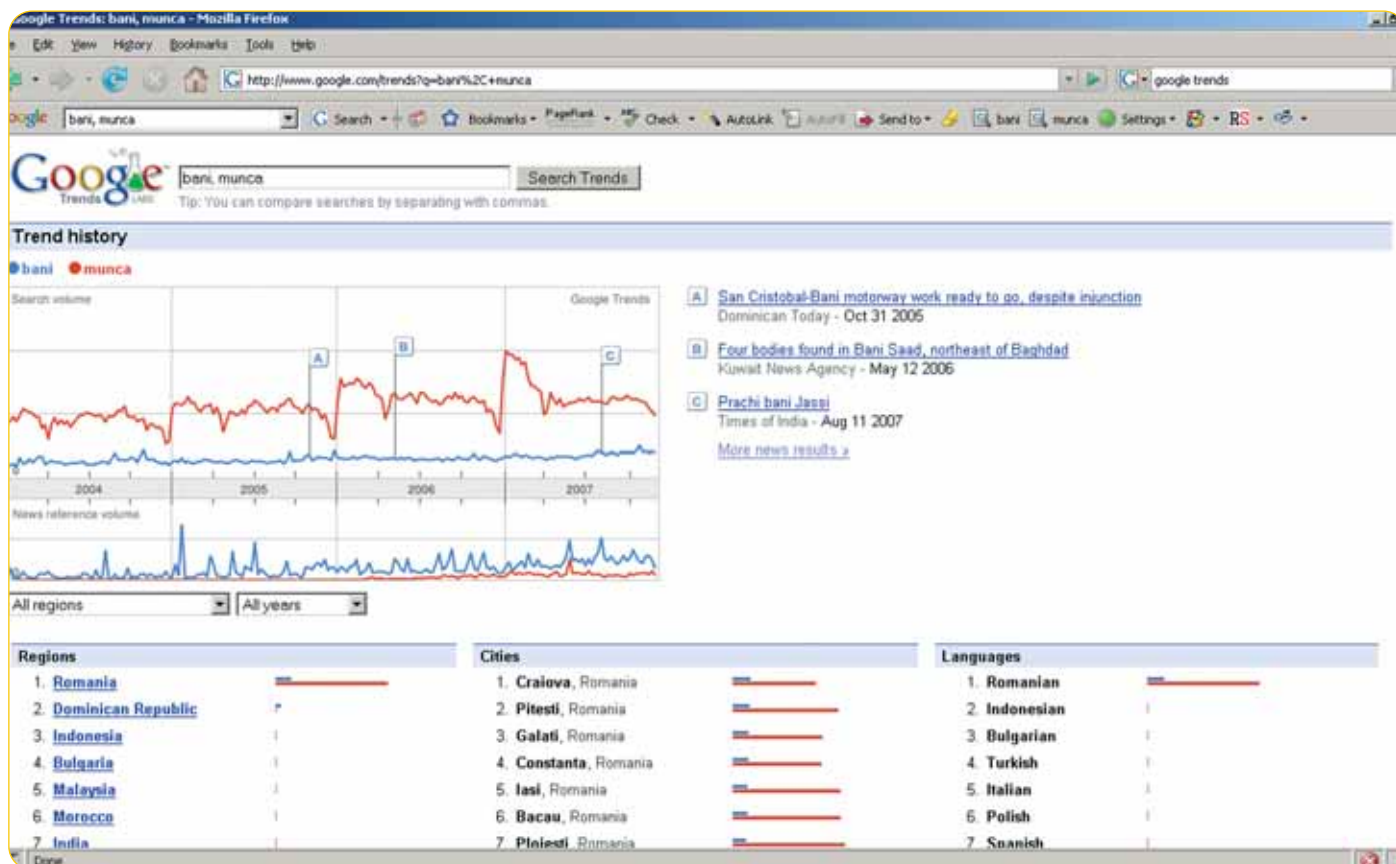 oogle Trends: bani, munca - Mozilla Firefox
Edit View History Bookmarks Tools Help
http://www.google.com/trends?q=bani%2C+munca google trends
oogle bani, munca Search Bookmarks PageRank Check AutoLink AutoFill Send to bani munca Settings RS
Google Trends LABS
bani, munca Search Trends
Tip: You can compare searches by separating with commas.
Trend history
bani munca
Search volume Google Trends
A B C
0
2004 2005 2006 2007
News reference volume
0
A San Cristobal-Bani motorway work ready to go, despite injunction
Dominican Today - Oct 31 2005
B Four bodies found in Bani Saad, northeast of Baghdad
Kuwait News Agency - May 12 2006
C Prachi bani Jassi
Times of India - Aug 11 2007
More news results »
All regions All years
Regions
1. Romania
2. Dominican Republic
3. Indonesia
4. Bulgaria
5. Malaysia
6. Morocco
7. India
Cities
1. Craiova, Romania
2. Pitesti, Romania
3. Galati, Romania
4. Constanta, Romania
5. Iasi, Romania
6. Bacau, Romania
7. Ploiesti, Romania
Languages
1. Romanian
2. Indonesian
3. Bulgarian
4. Turkish
5. Italian
6. Polish
7. Spanish
Done